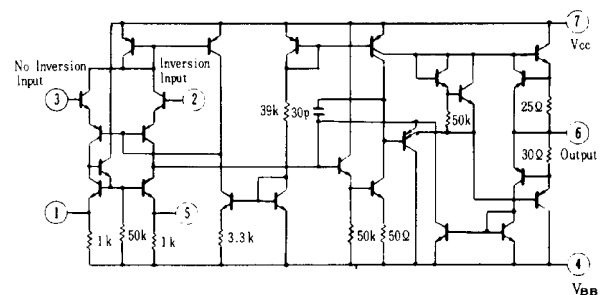 7
Vcc
No Inversion
Input
3
Inversion
Input
2
39k
30p
50k
25Ω
6
Output
30Ω
1
5
1k
50k
1k
3.3k
50k
50Ω
4
VBB